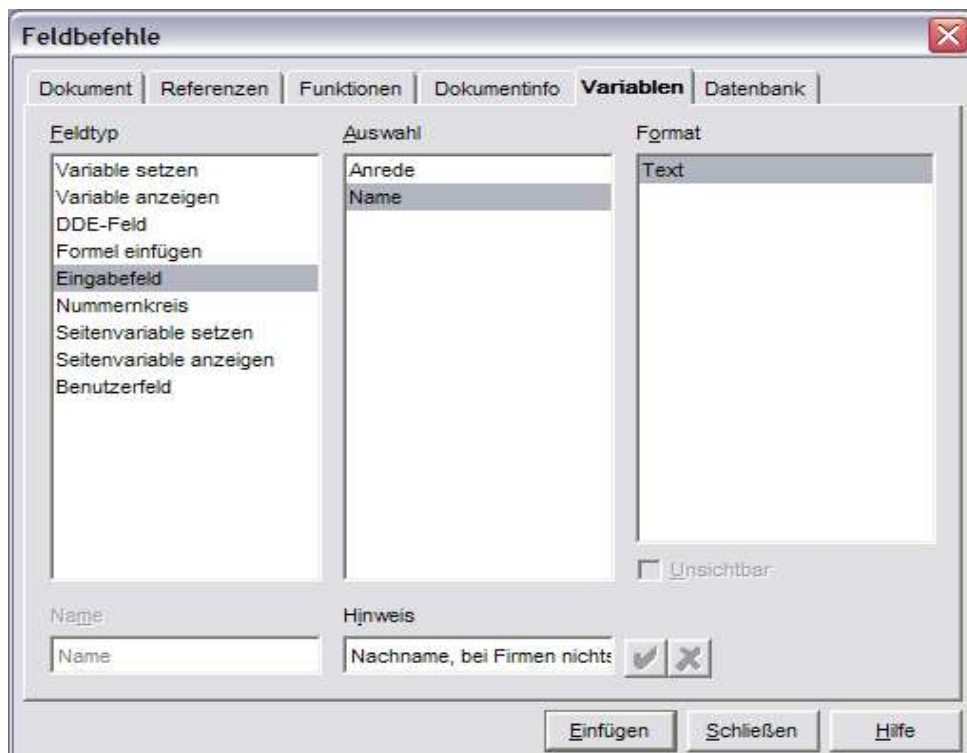 Feldbefehle
Dokument Referenzen Funktionen Dokumentinfo Variablen Datenbank
Feldtyp Auswahl Format
Variable setzen Anrede Text
Variable anzeigen Name
DDE-Feld
Formel einfügen
Eingabefeld
Nummernkreis
Seitenvariable setzen
Seitenvariable anzeigen
Benutzerfeld
Unsichtbar
Name Hinweis
Name Nachname, bei Firmen nichts
Einfügen Schließen Hilfe